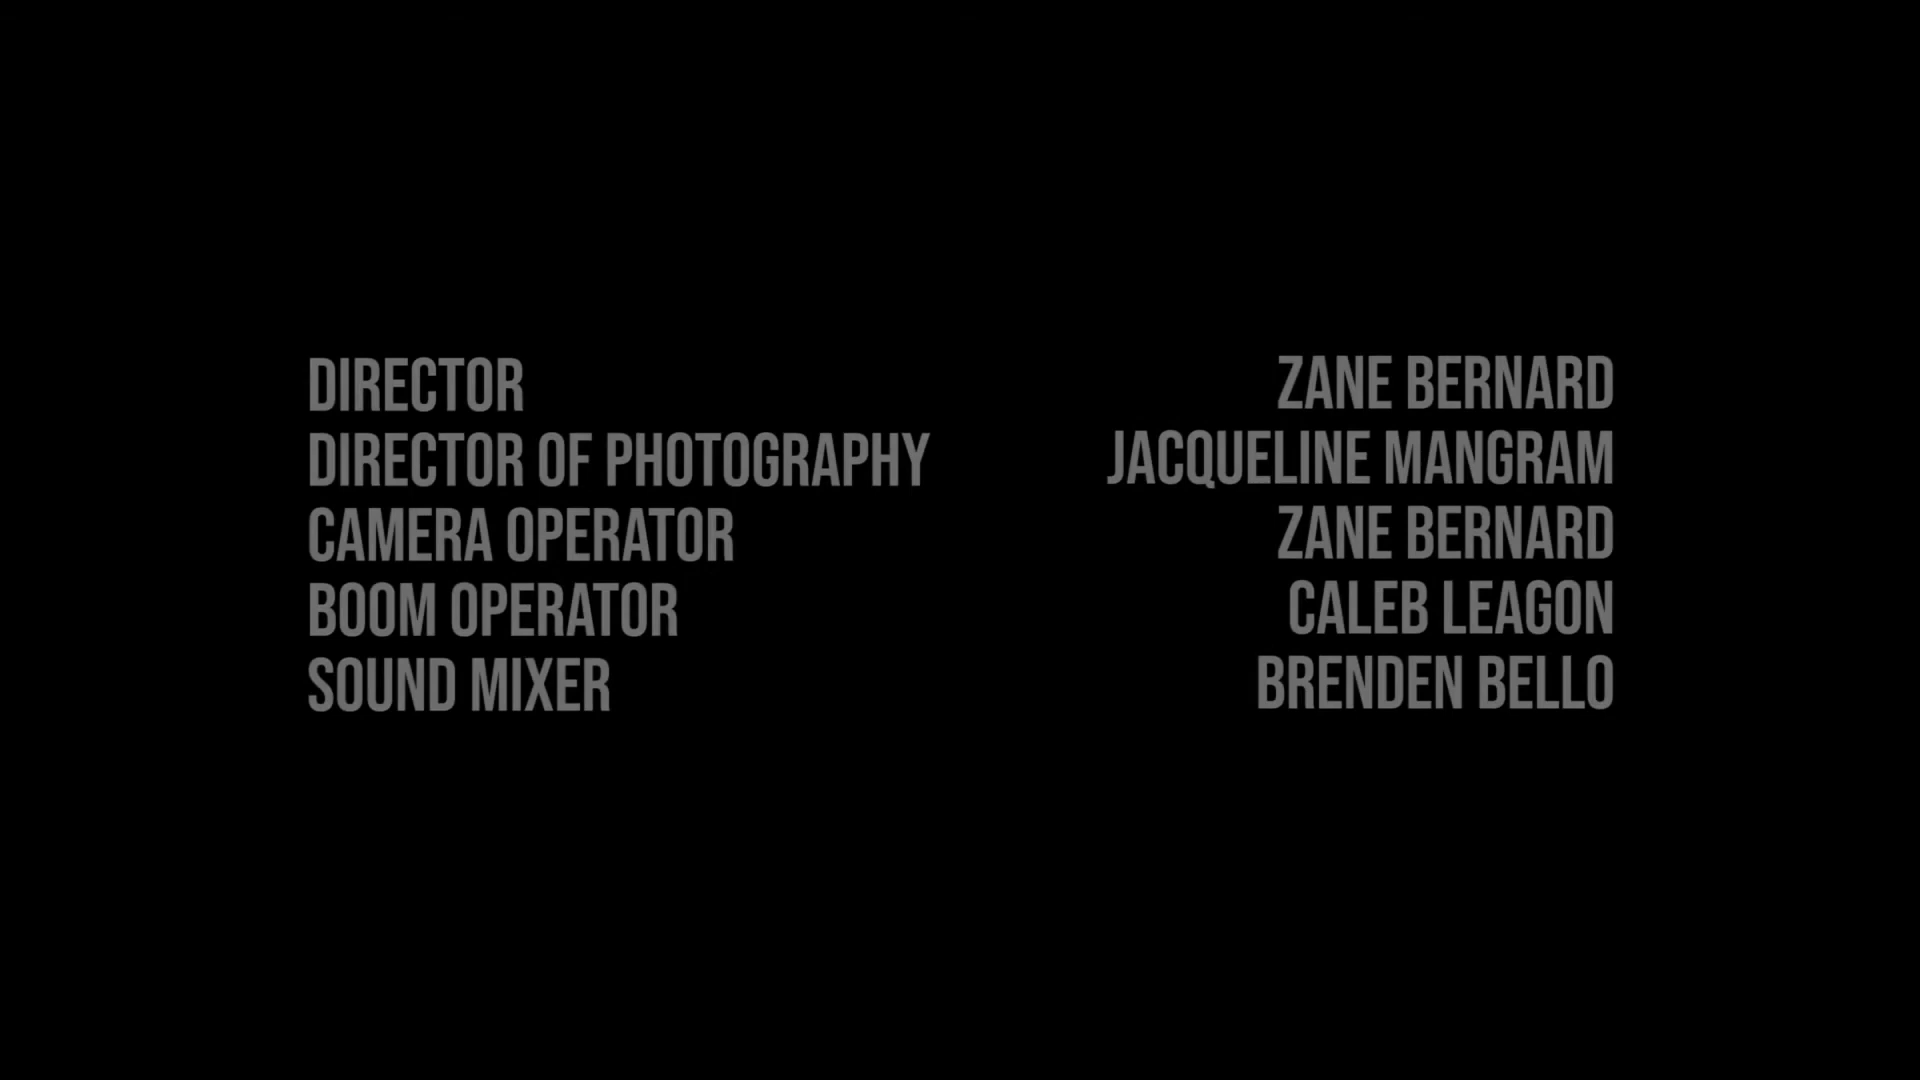 DIRECTOR ZANE BERNARD
DIRECTOR OF PHOTOGRAPHY JACQUELINE MANGRAM
CAMERA OPERATOR ZANE BERNARD
BOOM OPERATOR CALEB LEAGON
SOUND MIXER BRENDEN BELLO